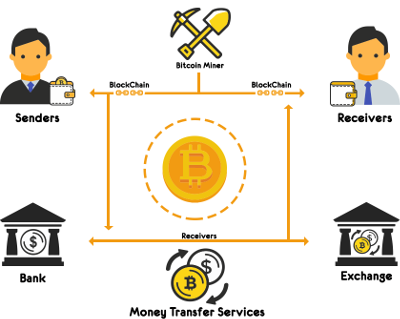 Bitcoin Miner
BlockChain
BlockChain
Senders
Receivers
Receivers
Bank
Exchange
Money Transfer Services